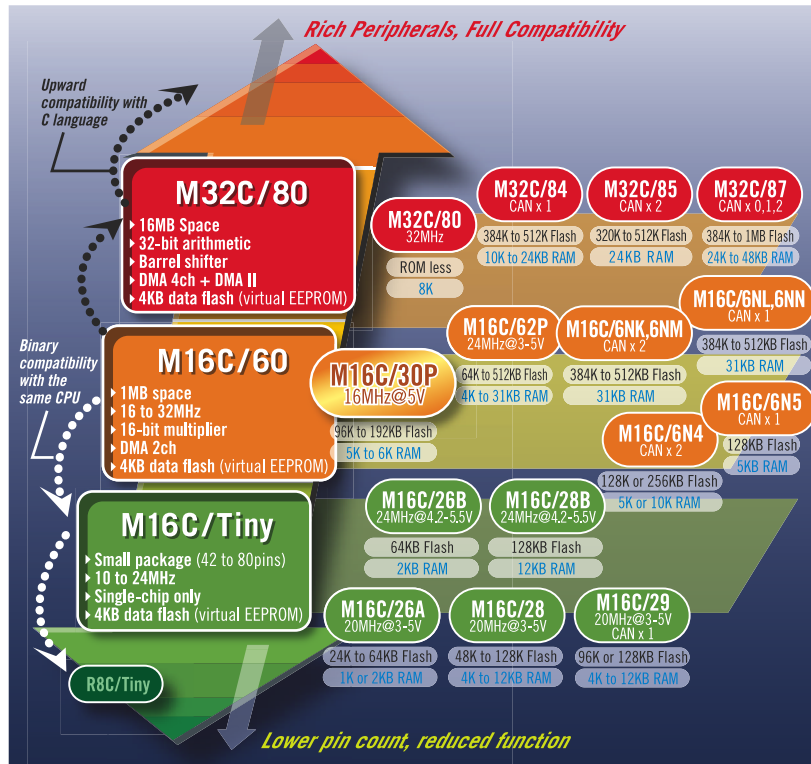 Rich Peripherals, Full Compatibility
Upward
compatibility with
C language
M32C/80
16MB Space
32-bit arithmetic
Barrel shifter
DMA 4ch + DMA II
4KB data flash (virtual EEPROM)
M32C/80
32MHz
ROM less
8K
M32C/84
CAN x 1
384K to 512K Flash
10K to 24KB RAM
M32C/85
CAN x 2
320K to 512K Flash
24KB RAM
M32C/87
CAN x 0,1,2
384K to 1MB Flash
24K to 48KB RAM
Binary
compatibility
with the
same CPU
M16C/60
1MB space
16 to 32MHz
16-bit multiplier
DMA 2ch
4KB data flash (virtual EEPROM)
M16C/30P
16MHz@5V
96K to 192KB Flash
5K to 6K RAM
M16C/62P
24MHz@3-5V
64K to 512KB Flash
4K to 31KB RAM
M16C/6NK,6NM
CAN x 2
384K to 512KB Flash
31KB RAM
M16C/6NL,6NN
CAN x 1
384K to 512KB Flash
31KB RAM
M16C/6N4
CAN x 2
128K or 256KB Flash
5K or 10K RAM
M16C/6N5
CAN x 1
128KB Flash
5KB RAM
M16C/Tiny
Small package (42 to 80pins)
10 to 24MHz
Single-chip only
4KB data flash (virtual EEPROM)
M16C/26B
24MHz@4.2-5.5V
64KB Flash
2KB RAM
M16C/28B
24MHz@4.2-5.5V
128KB Flash
12KB RAM
M16C/26A
20MHz@3-5V
24K to 64KB Flash
1K or 2KB RAM
M16C/28
20MHz@3-5V
48K to 128K Flash
4K to 12KB RAM
M16C/29
20MHz@3-5V
CAN x 1
96K or 128KB Flash
4K to 12KB RAM
R8C/Tiny
Lower pin count, reduced function